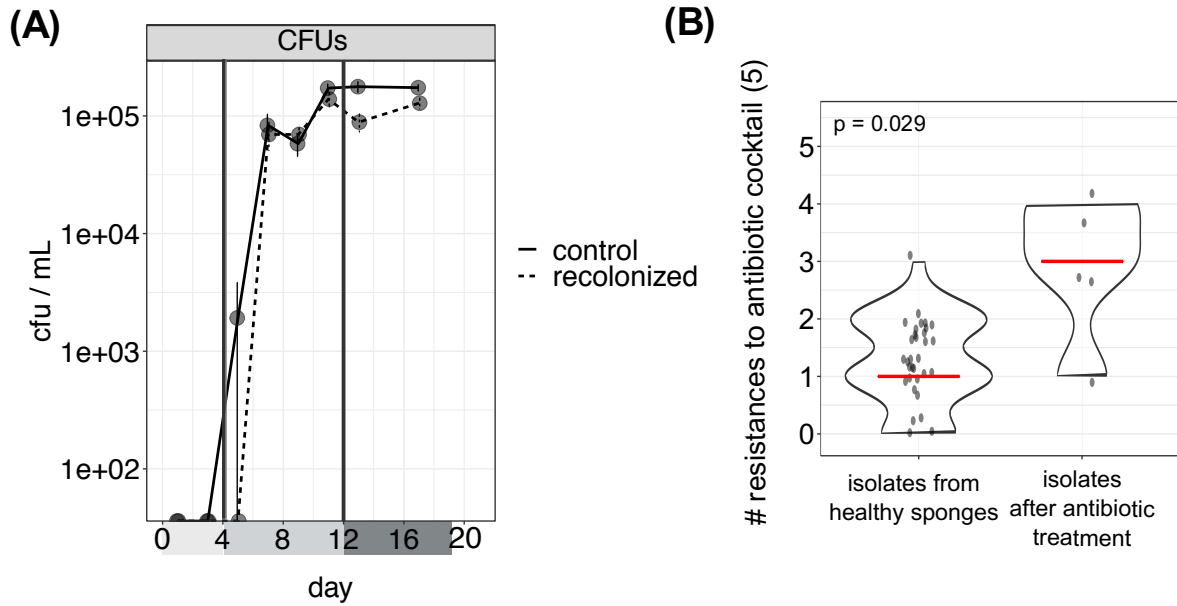 (A)
CFUs
1e+05
1e+04
1e+03
1e+02
cfu / mL
0 4 8 12 16 20
day
control
recolonized
(B)
p = 0.029
5
4
3
2
1
0
# resistances to antibiotic cocktail (5)
isolates from
healthy sponges
isolates
after antibiotic
treatment